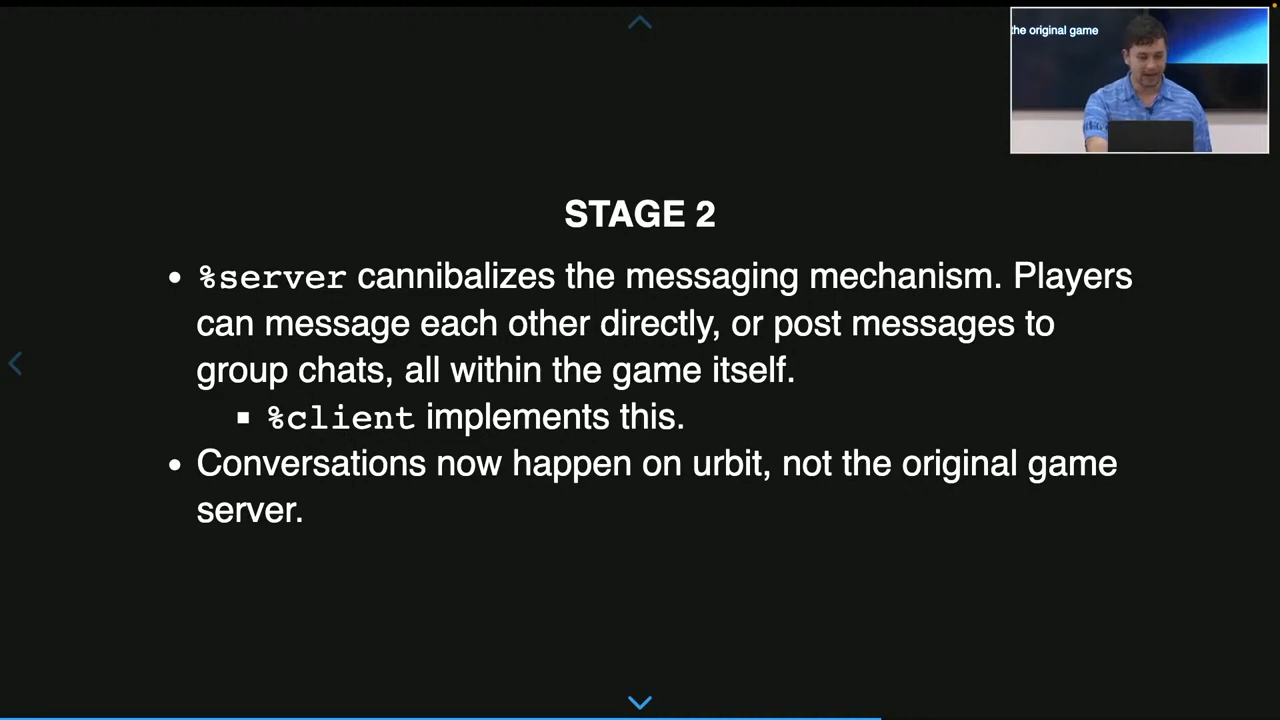 the original game
STAGE 2
• %server cannibalizes the messaging mechanism. Players
can message each other directly, or post messages to
group chats, all within the game itself.
▪ %client implements this.
• Conversations now happen on urbit, not the original game
server.